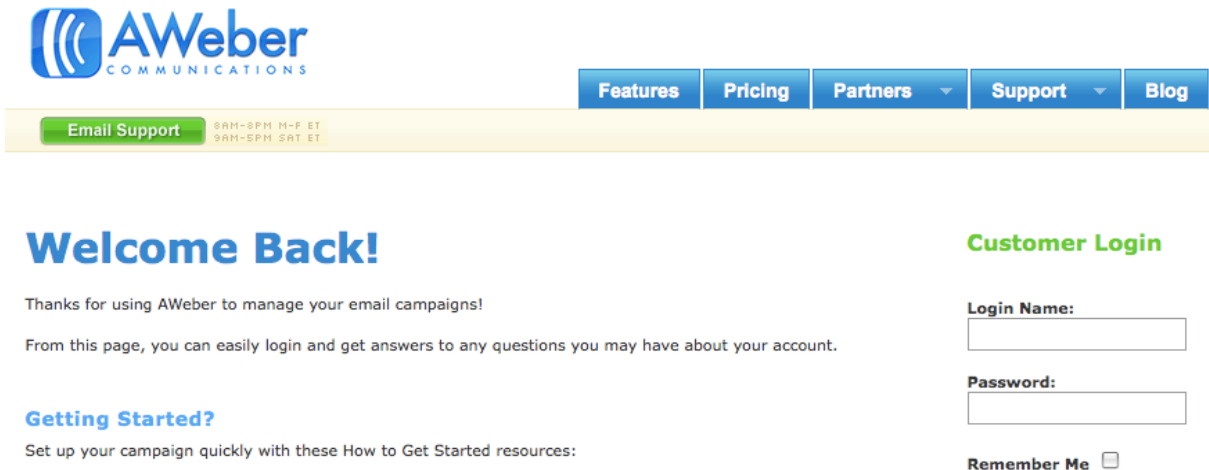 AWeber
COMMUNICATIONS
Features Pricing Partners Support Blog
Email Support
8AM-8PM M-F ET
9AM-5PM SAT ET
Welcome Back!
Thanks for using AWeber to manage your email campaigns!
From this page, you can easily login and get answers to any questions you may have about your account.
Getting Started?
Set up your campaign quickly with these How to Get Started resources:
Customer Login
Login Name:
Password:
Remember Me